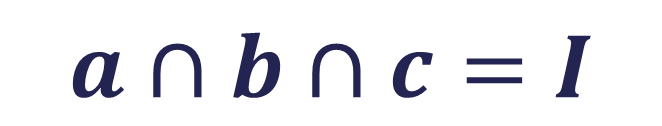 a ∩ b ∩ c = I